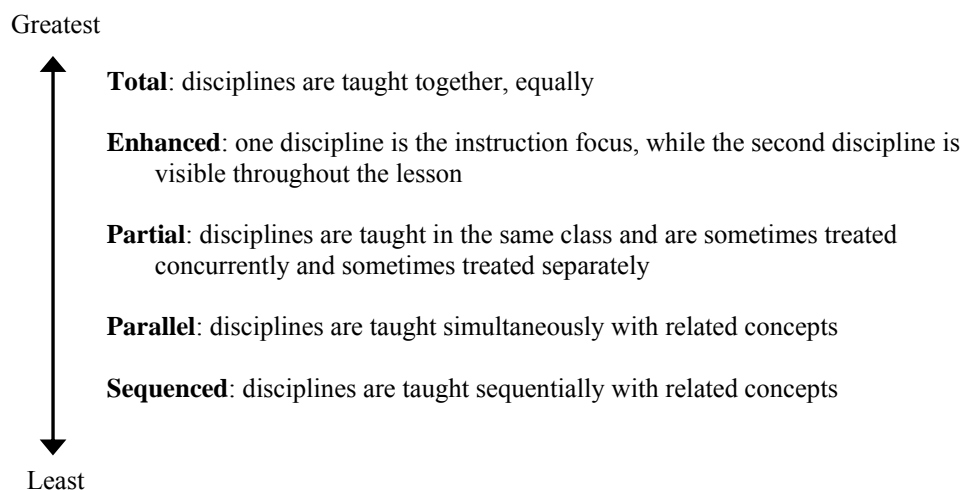 Greatest
Total: disciplines are taught together, equally
Enhanced: one discipline is the instruction focus, while the second discipline is
visible throughout the lesson
Partial: disciplines are taught in the same class and are sometimes treated
concurrently and sometimes treated separately
Parallel: disciplines are taught simultaneously with related concepts
Sequenced: disciplines are taught sequentially with related concepts
Least